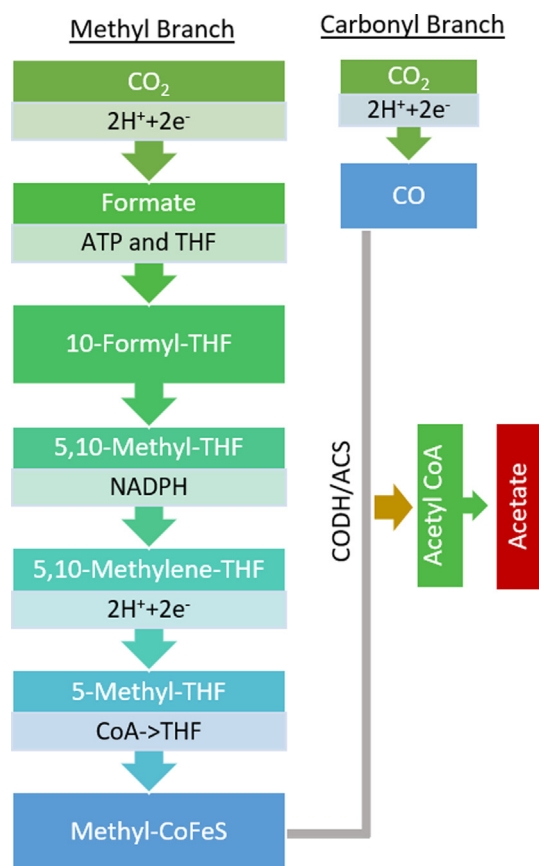 Methyl Branch
CO₂
2H⁺+2e⁻
Formate
ATP and THF
10-Formyl-THF
5,10-Methyl-THF
NADPH
5,10-Methylene-THF
2H⁺+2e⁻
5-Methyl-THF
CoA->THF
Methyl-CoFeS
Carbonyl Branch
CO₂
2H⁺+2e⁻
CO
CODH/ACS
Acetyl CoA
Acetate